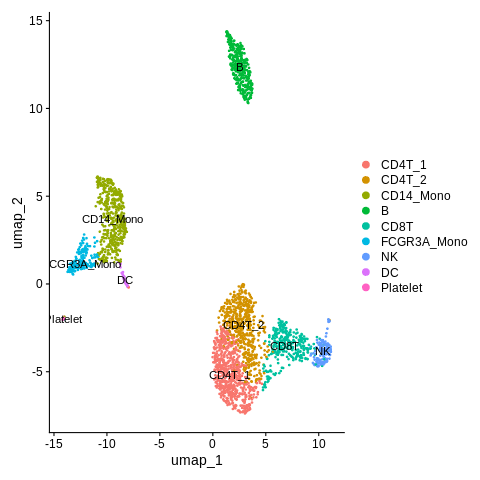 15
10
5
0
-5
-15
-10
-5
0
5
10
umap_2
umap_1
B
CD14_Mono
CGR3A_Mono
DC
latelet
CD4T_2
CD8T
NK
CD4T_1
CD4T_1
CD4T_2
CD14_Mono
B
CD8T
FCGR3A_Mono
NK
DC
Platelet